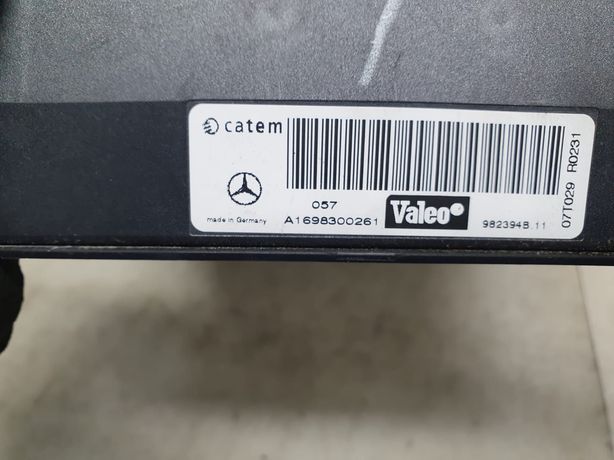 catem
057
made in Germany
A1698300261
Valeo
982394B.11
07T029 R0231